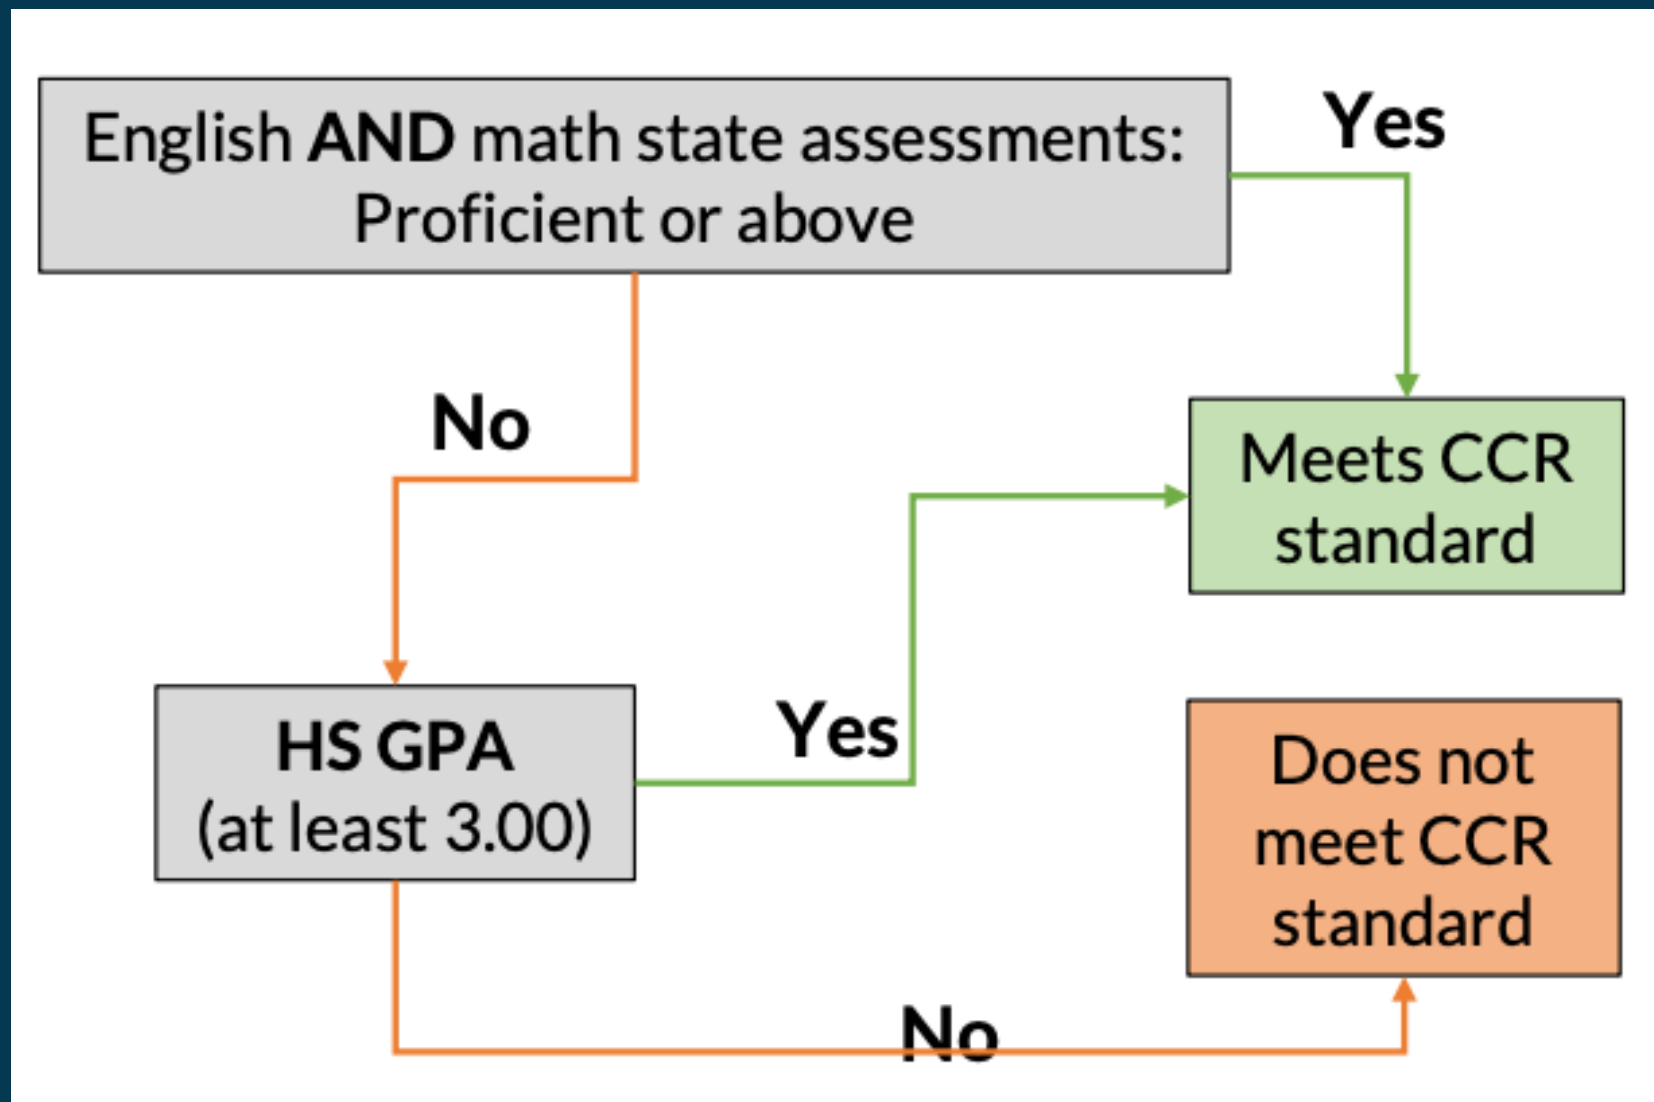 English AND math state assessments:
Proficient or above
Yes
No
Meets CCR
standard
HS GPA
(at least 3.00)
Yes
Does not
meet CCR
standard
No